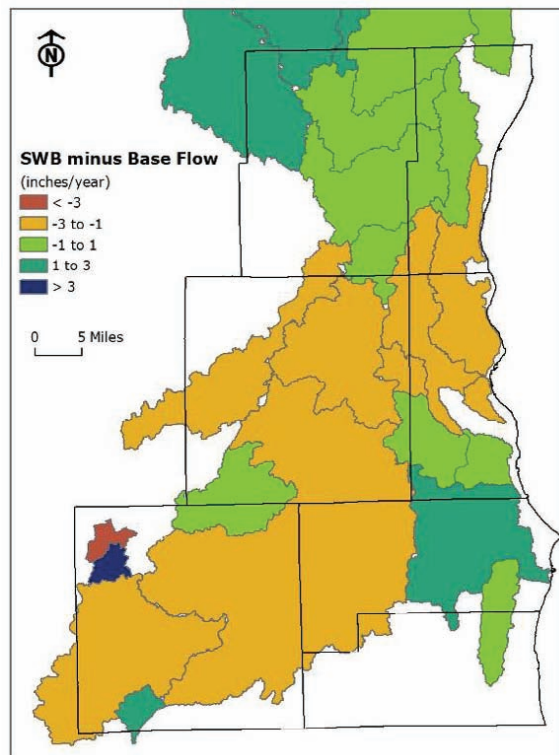 N
SWB minus Base Flow
(inches/year)
< -3
-3 to -1
-1 to 1
1 to 3
> 3
0 5 Miles